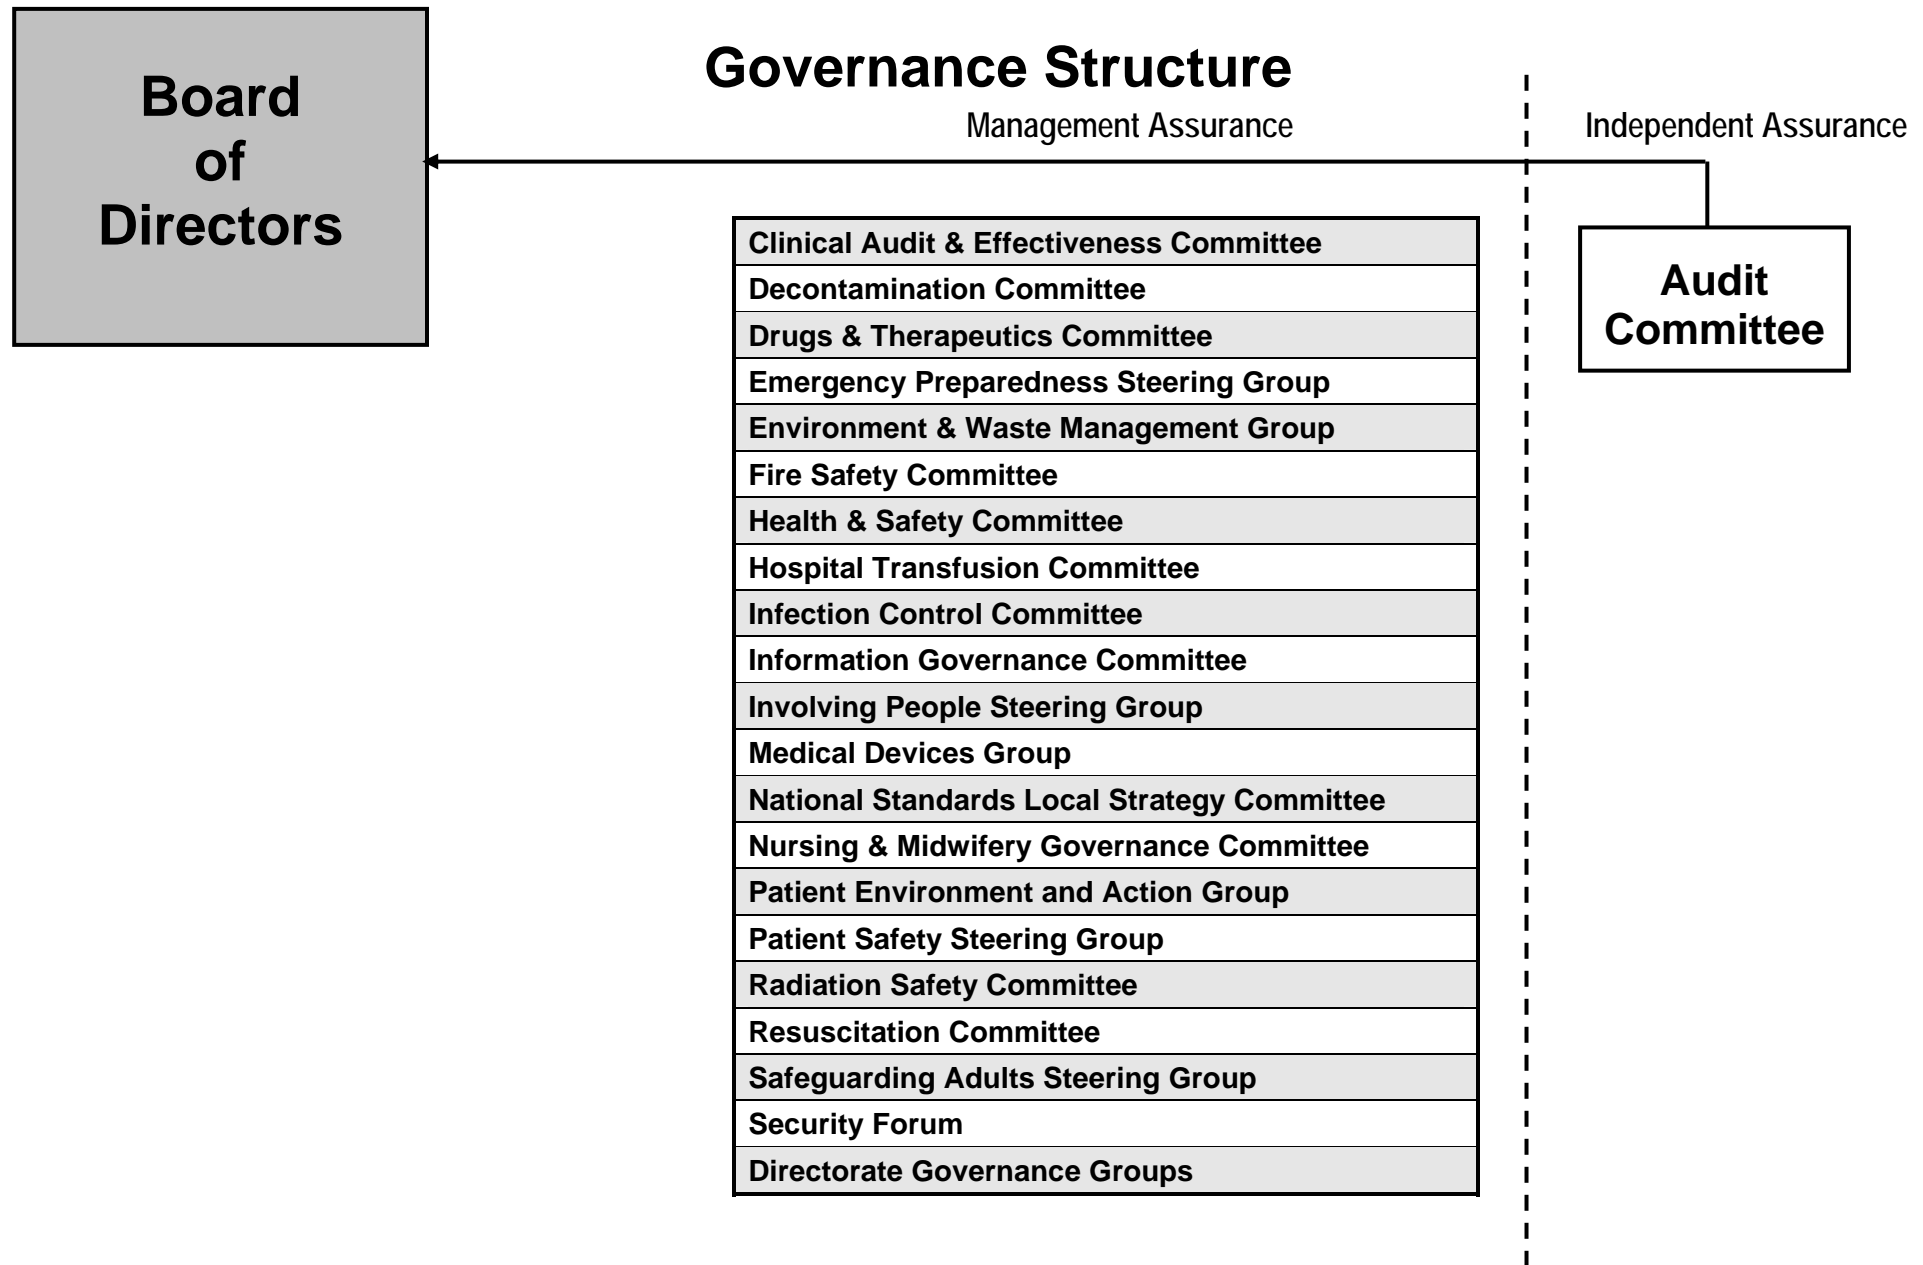 Board
of
Directors
Governance Structure
Management Assurance
Independent Assurance
Clinical Audit & Effectiveness Committee
Decontamination Committee
Drugs & Therapeutics Committee
Emergency Preparedness Steering Group
Environment & Waste Management Group
Fire Safety Committee
Health & Safety Committee
Hospital Transfusion Committee
Infection Control Committee
Information Governance Committee
Involving People Steering Group
Medical Devices Group
National Standards Local Strategy Committee
Nursing & Midwifery Governance Committee
Patient Environment and Action Group
Patient Safety Steering Group
Radiation Safety Committee
Resuscitation Committee
Safeguarding Adults Steering Group
Security Forum
Directorate Governance Groups
Audit
Committee